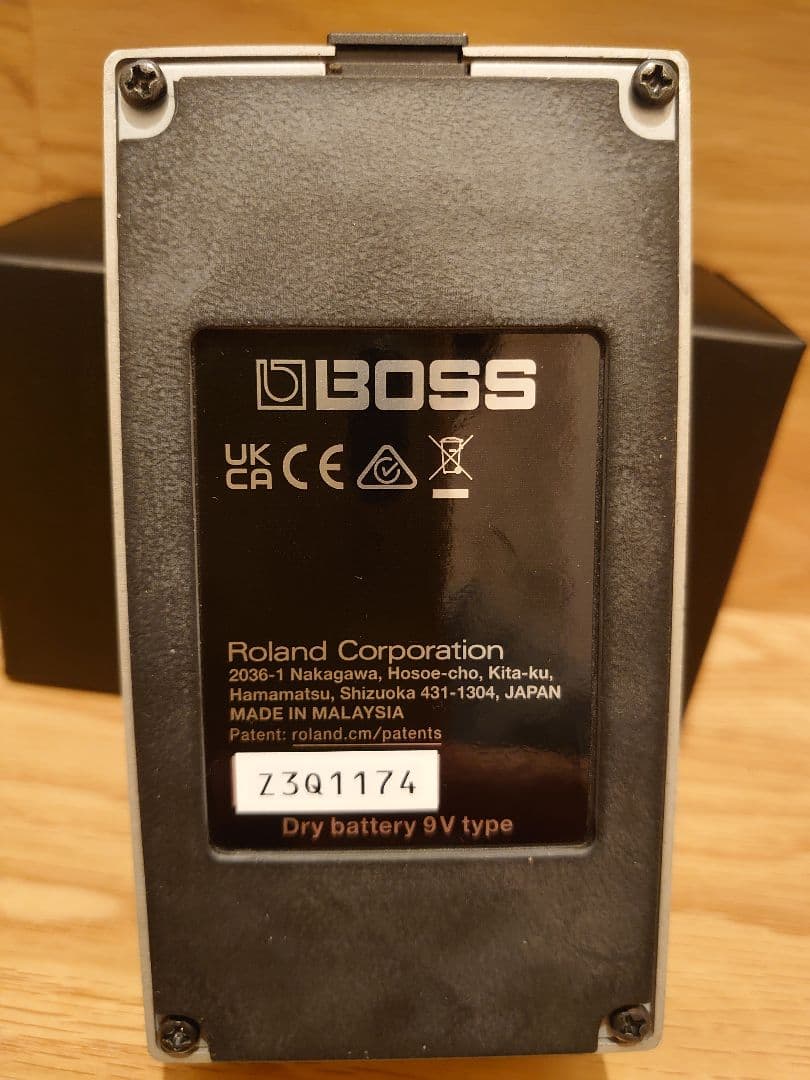 BOSS
UK
CA CE
Roland Corporation
2036-1 Nakagawa, Hosoe-cho, Kita-ku,
Hamamatsu, Shizuoka 431-1304, JAPAN
MADE IN MALAYSIA
Patent: roland.cm/patents
Z3Q1174
Dry battery 9V type